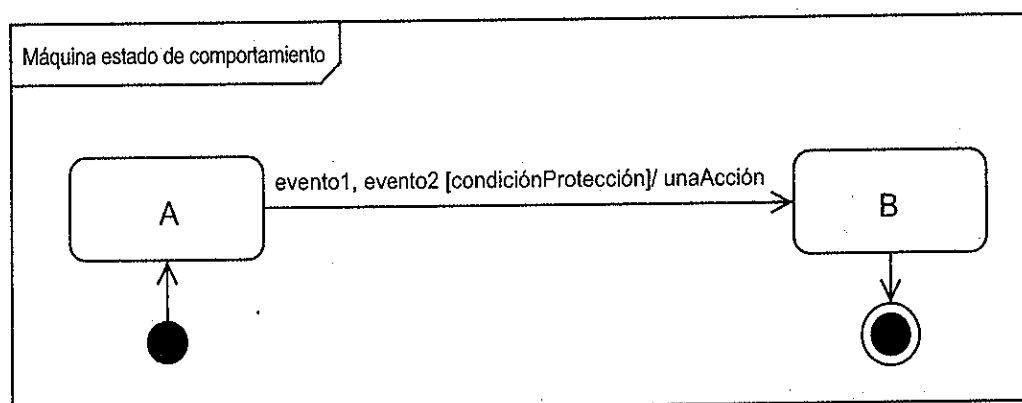 Máquina estado de comportamiento
evento1, evento2 [condiciónProtección]/ unaAcción
A
B